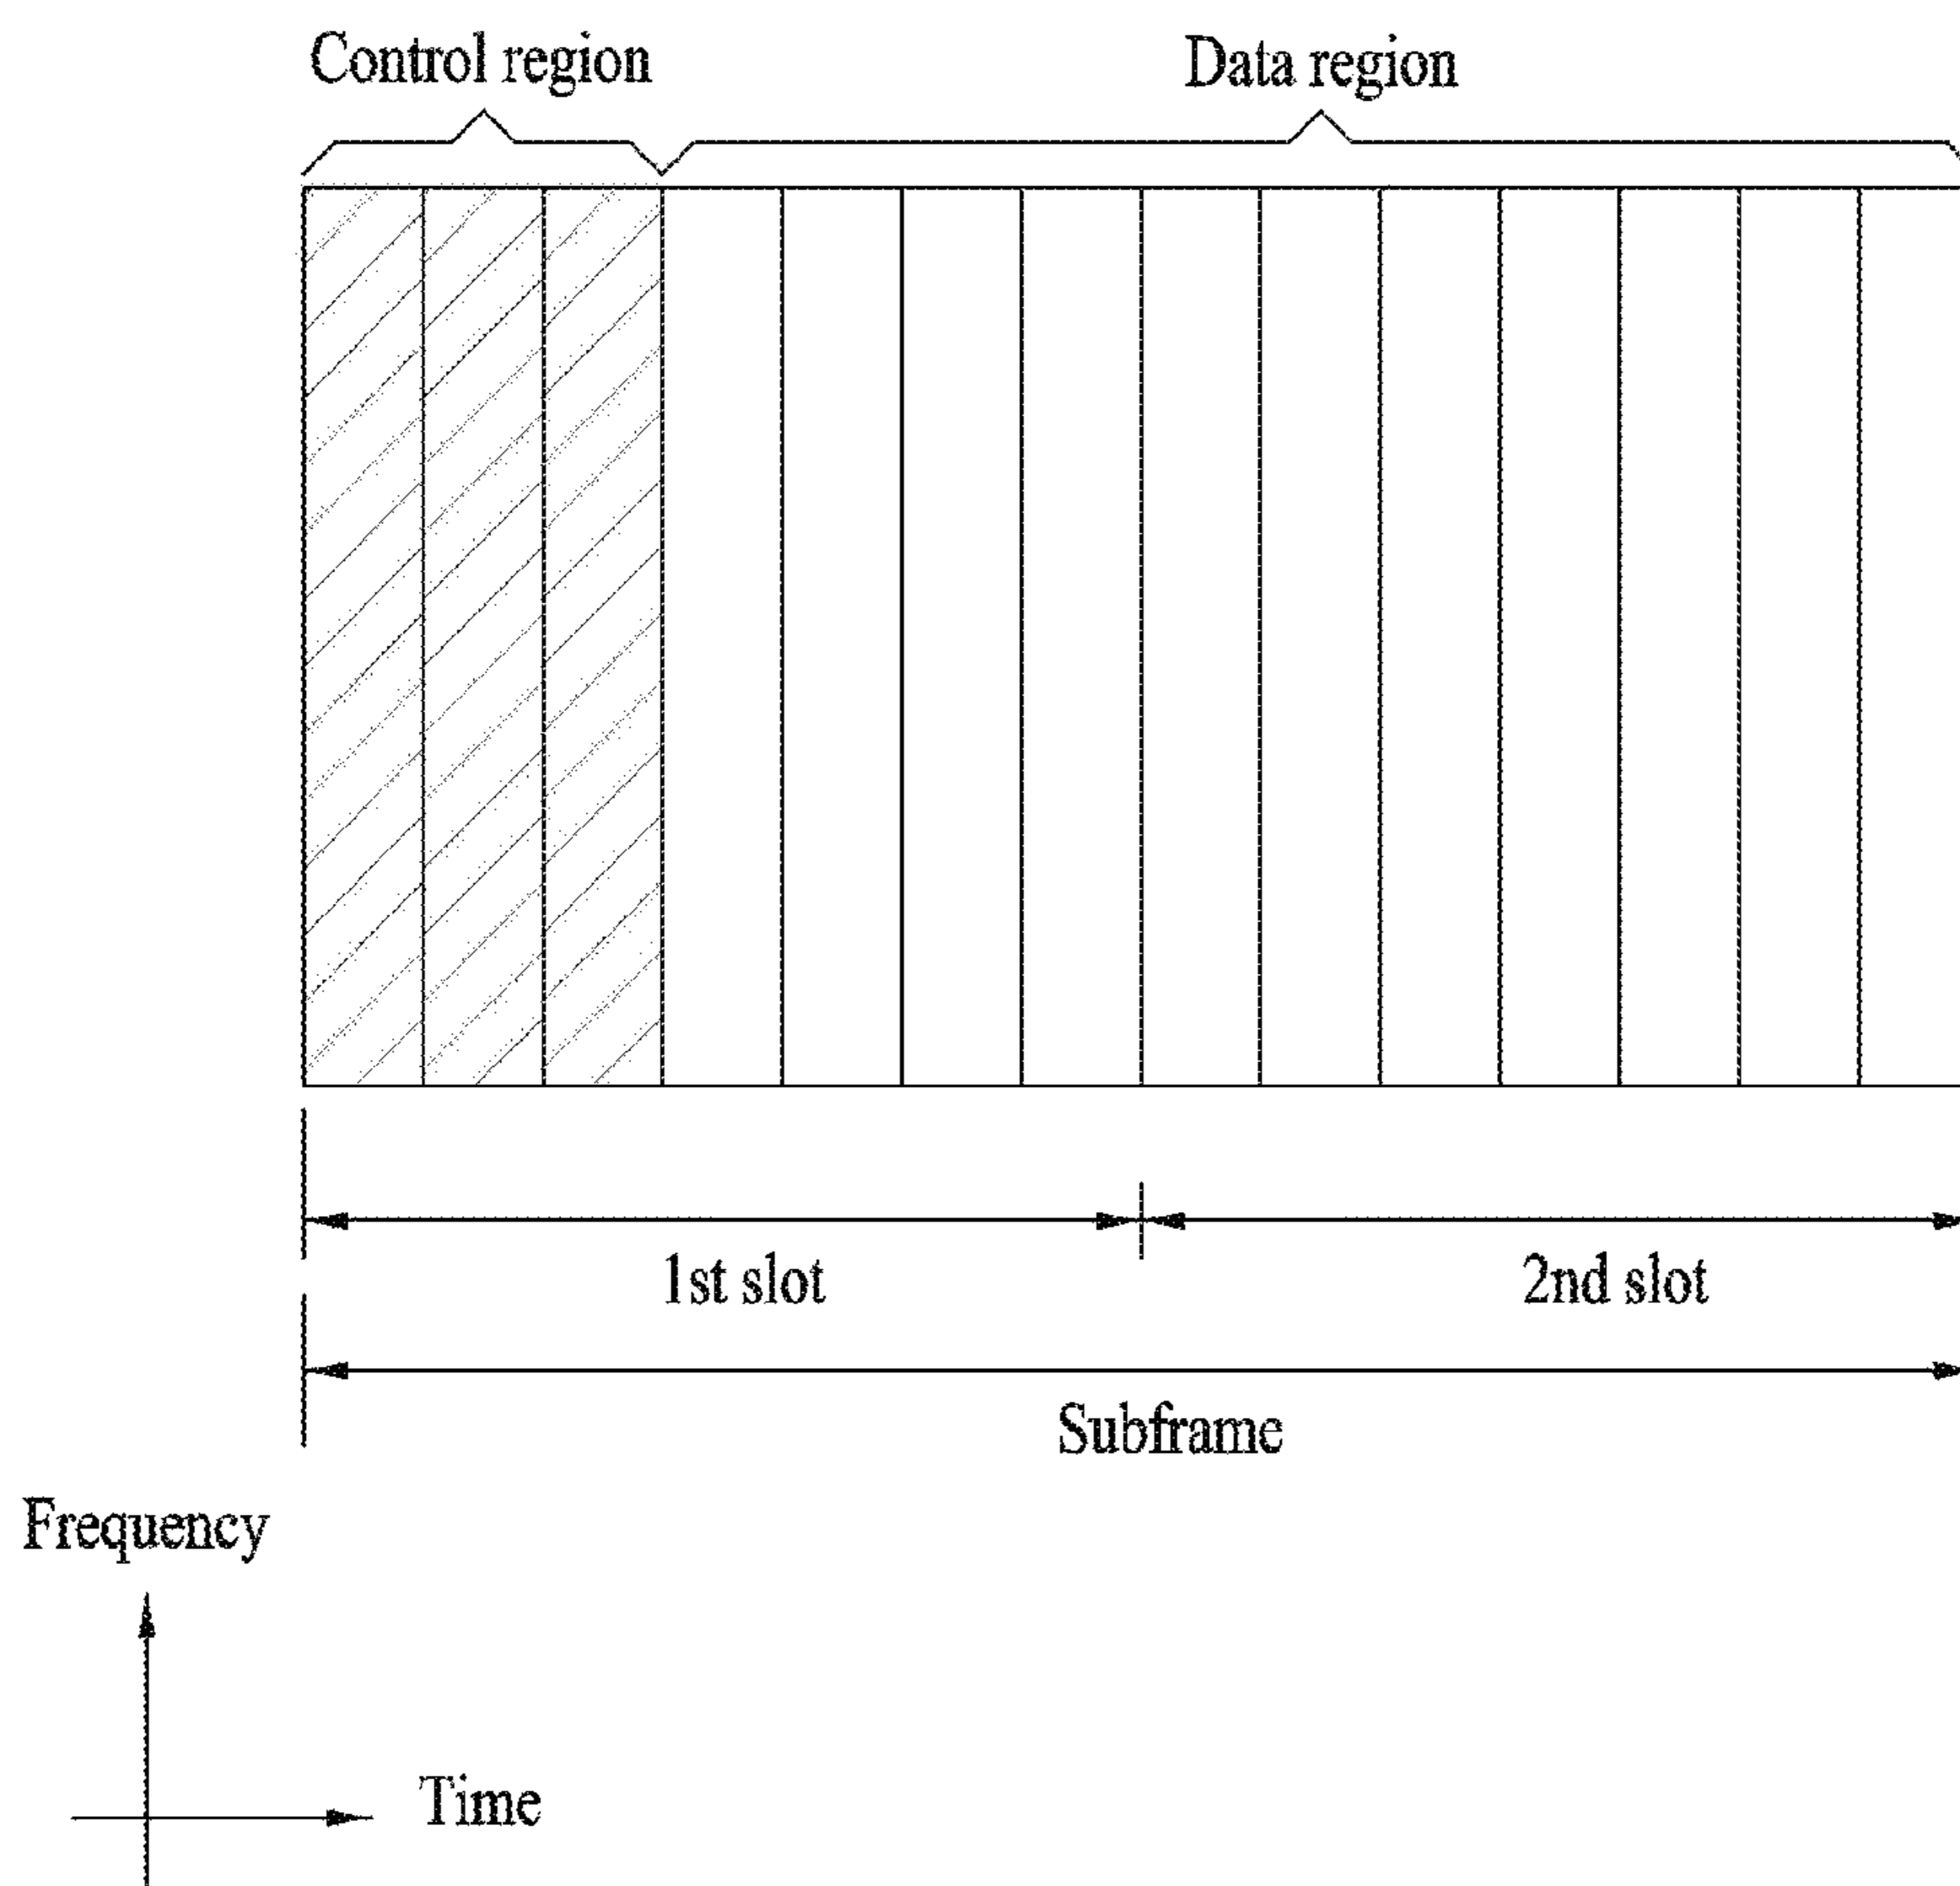 Control region
Data region
1st slot
2nd slot
Subframe
Frequency
Time